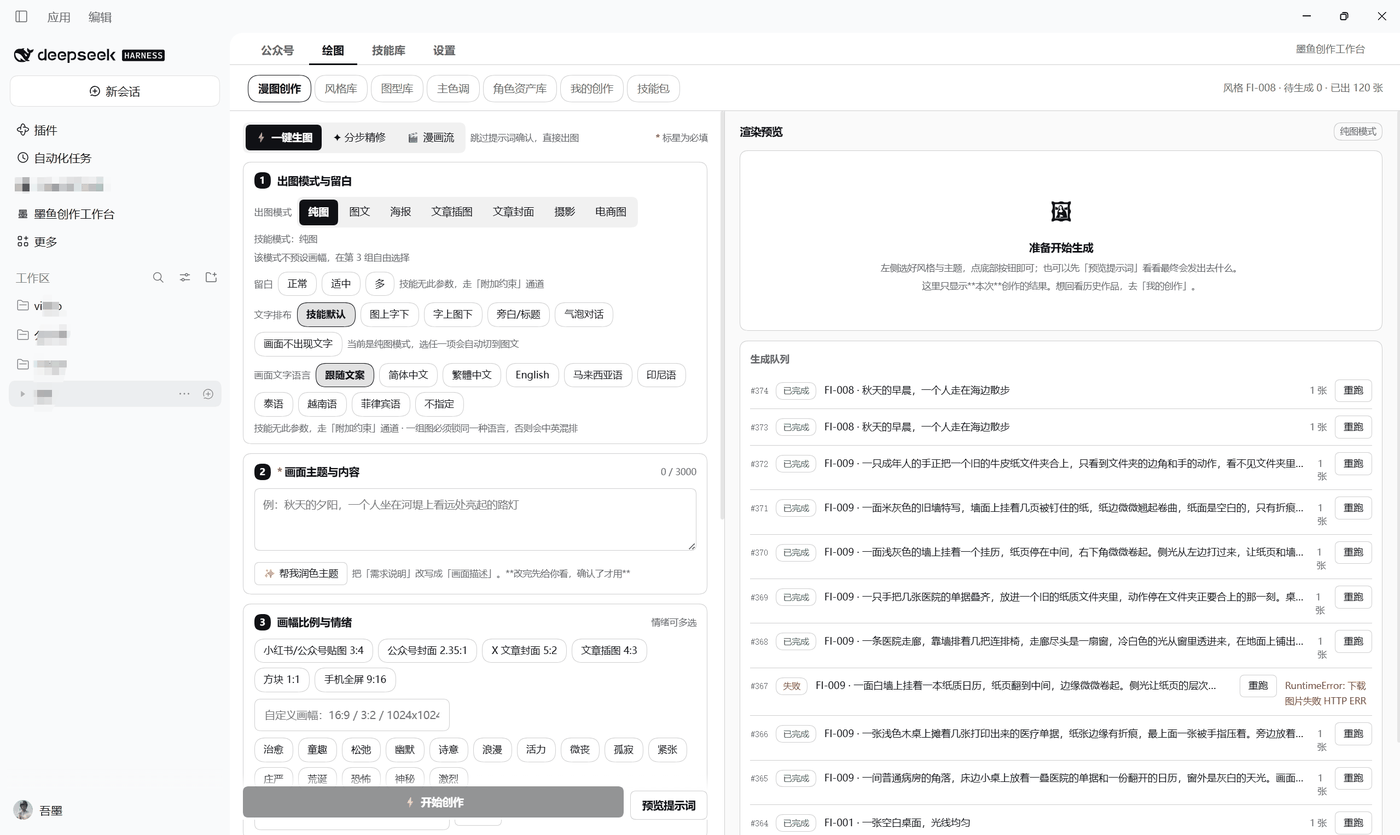 应用 编辑
deepseek HARNESS
新会话
插件
自动化任务
墨鱼创作工作台
更多
工作区
吾墨
公众号 绘图 技能库 设置 墨鱼创作工作台
漫图创作 风格库 图型库 主色调 角色资产库 我的创作 技能包 风格 FI-008 · 待生成 0 · 已出 120 张
一键生图 分步精修 漫画流 跳过提示词确认，直接出图 * 标星为必填
1 出图模式与留白
出图模式 纯图 图文 海报 文章插图 文章封面 摄影 电商图
技能模式：纯图
该模式不预设画幅，在第 3 组自由选择
留白 正常 适中 多 技能无此参数，走「附加约束」通道
文字排布 技能默认 图上字下 字上图下 旁白/标题 气泡对话
画面不出现文字 当前是纯图模式，选任一项会自动切到图文
画面文字语言 跟随文案 简体中文 繁體中文 English 马来西亚语 印尼语
泰语 越南语 菲律宾语 不指定
技能无此参数，走「附加约束」通道 · 一组图必须锁同一种语言，否则会中英混排
2 * 画面主题与内容 0 / 3000
例：秋天的夕阳，一个人坐在河堤上看远处亮起的路灯
帮我润色主题 把「需求说明」改写成「画面描述」。**改完先给你看，确认了才用**
3 画幅比例与情绪 情绪可多选
小红书/公众号贴图 3:4 公众号封面 2.35:1 X 文章封面 5:2 文章插图 4:3
方块 1:1 手机全屏 9:16
自定义画幅：16:9 / 3:2 / 1024x1024
治愈 童趣 松弛 幽默 诗意 浪漫 活力 微丧 孤寂 紧张
庄严 荒诞 恐怖 神秘 激烈
开始创作 预览提示词
渲染预览 纯图模式
准备开始生成
左侧选好风格与主题，点底部按钮即可；也可以先「预览提示词」看看最终会发出去什么。
这里只显示**本次**创作的结果。想回看历史作品，去「我的创作」。
生成队列
#374 已完成 FI-008 · 秋天的早晨，一个人走在海边散步 1 张 重跑
#373 已完成 FI-008 · 秋天的早晨，一个人走在海边散步 1 张 重跑
#372 已完成 FI-009 · 一只成年人的手正把一个旧的牛皮纸文件夹合上，只看到文件夹的边角和手的动作，看不见文件夹里... 1 张 重跑
#371 已完成 FI-009 · 一面米灰色的旧墙特写，墙面上挂着几页被钉住的纸，纸边微微翘起卷曲，纸面是空白的，只有折痕... 1 张 重跑
#370 已完成 FI-009 · 一面浅灰色的墙上挂着一个挂历，纸页停在中间，右下角微微卷起。侧光从左边打过来，让纸页和墙... 1 张 重跑
#369 已完成 FI-009 · 一只手把几张医院的单据叠齐，放进一个旧的纸质文件夹里，动作停在文件夹正要合上的那一刻。桌... 1 张 重跑
#368 已完成 FI-009 · 一条医院走廊，靠墙排着几把连排椅，走廊尽头是一扇窗，冷白色的光从窗里透进来，在地面上铺出... 1 张 重跑
#367 失败 FI-009 · 一面白墙上挂着一本纸质日历，纸页翻到中间，边缘微微卷起。侧光让纸页的层次... 重跑 RuntimeError: 下载
图片失败 HTTP ERR
#366 已完成 FI-009 · 一张浅色木桌上摊着几张打印出来的医疗单据，纸张边缘有折痕，最上面一张被手指压着。旁边放着... 1 张 重跑
#365 已完成 FI-009 · 一间普通病房的角落，床边小桌上放着一叠医院的单据和一份翻开的日历，窗外是灰白的天光。画面... 1 张 重跑
#364 已完成 FI-001 · 一张空白桌面，光线均匀 1 张 重跑